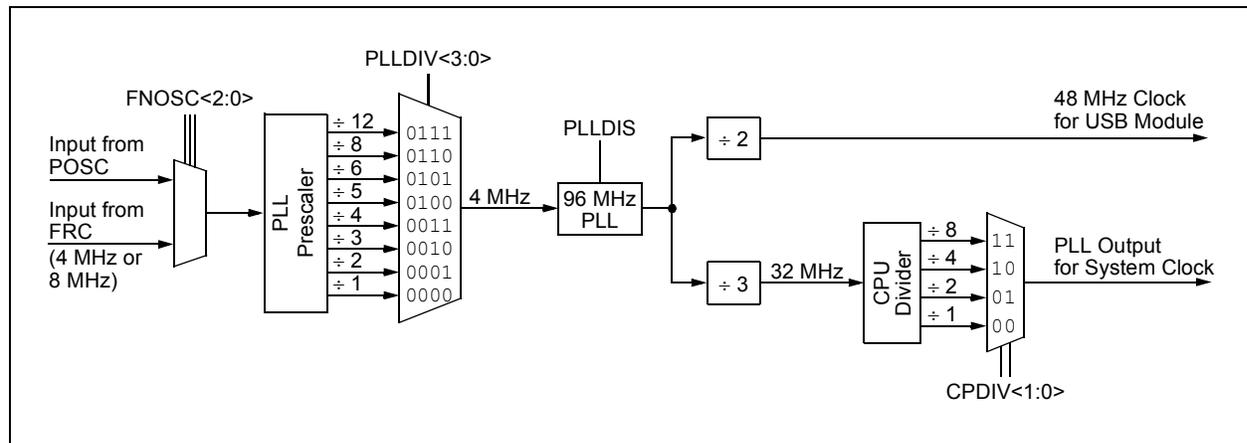 PLLDIV<3:0>
FNOSC<2:0>
Input from
POSC
Input from
FRC
(4 MHz or
8 MHz)
PLL
Prescaler
÷ 12
÷ 8
÷ 6
÷ 5
÷ 4
÷ 3
÷ 2
÷ 1
0111
0110
0101
0100
0011
0010
0001
0000
4 MHz
PLLDIS
96 MHz
PLL
÷ 2
48 MHz Clock
for USB Module
÷ 3
32 MHz
CPU
Divider
÷ 8
÷ 4
÷ 2
÷ 1
11
10
01
00
PLL Output
for System Clock
CPDIV<1:0>